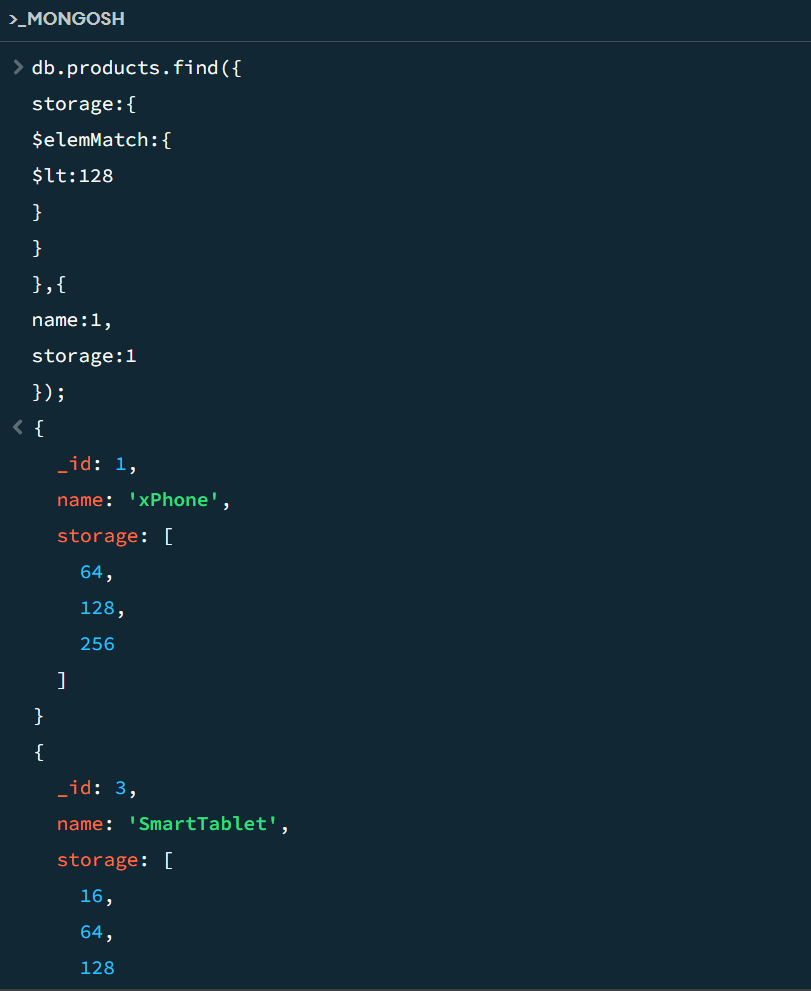 >_MONGOSH
> db.products.find({
storage:{
$elemMatch:{
$lt:128
}
}
},{
name:1,
storage:1
});
< {
_id: 1,
name: 'xPhone',
storage: [
64,
128,
256
]
}
{
_id: 3,
name: 'SmartTablet',
storage: [
16,
64,
128